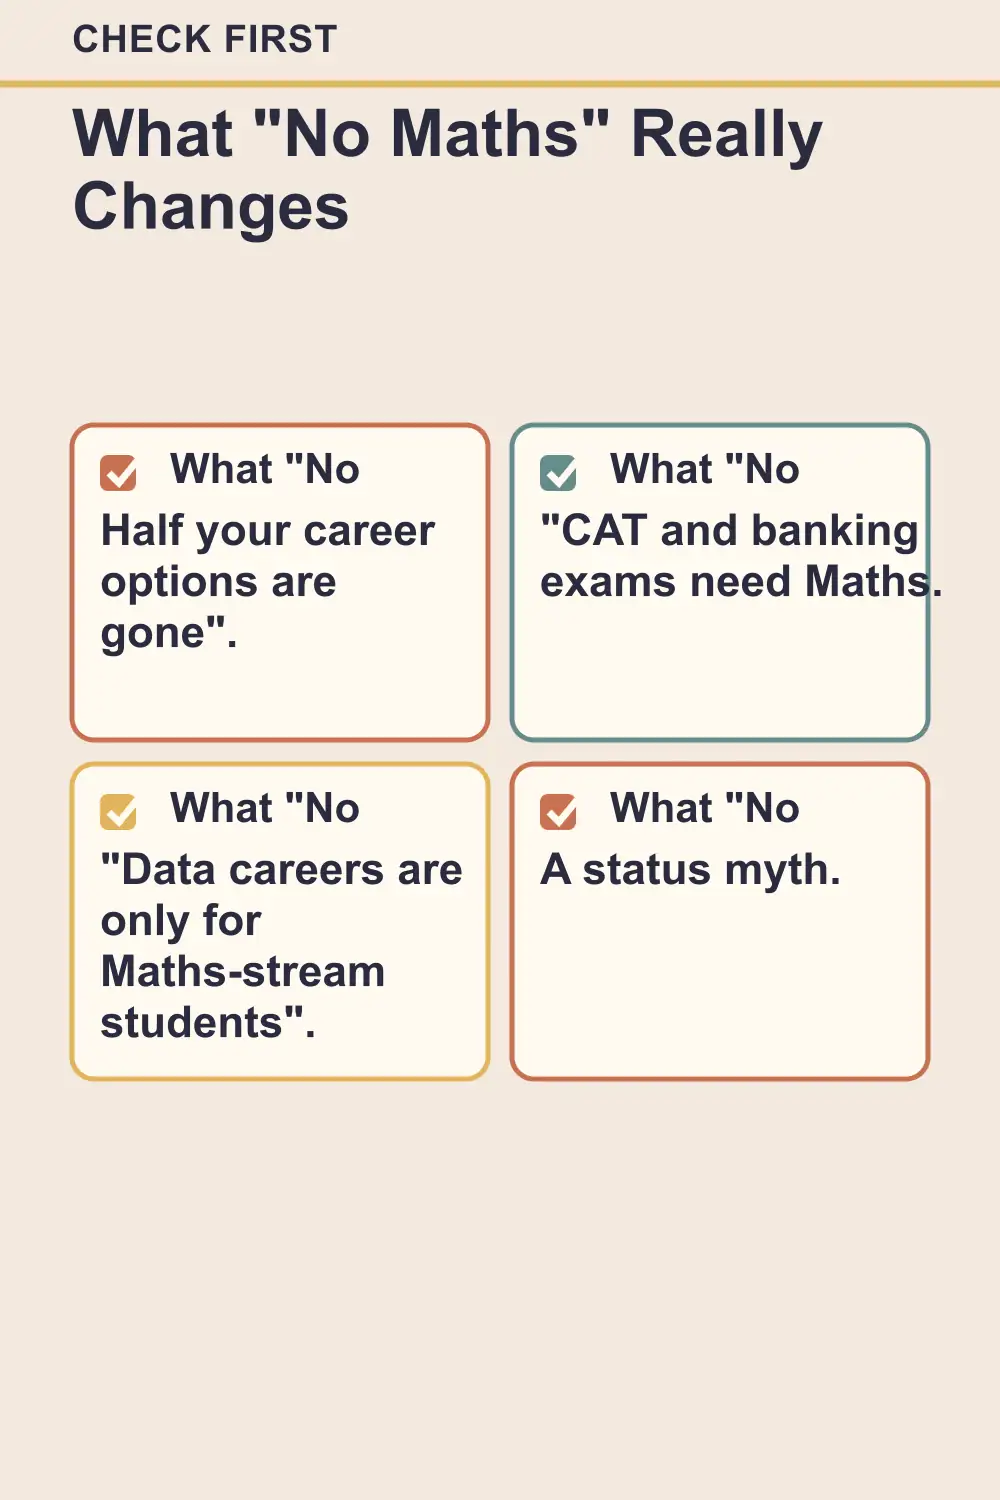 CHECK FIRST
What "No Maths" Really
Changes
What "No
Half your career
options are
gone".
What "No
"CAT and banking
exams need Maths.
What "No
"Data careers are
only for
Maths-stream
students".
What "No
A status myth.